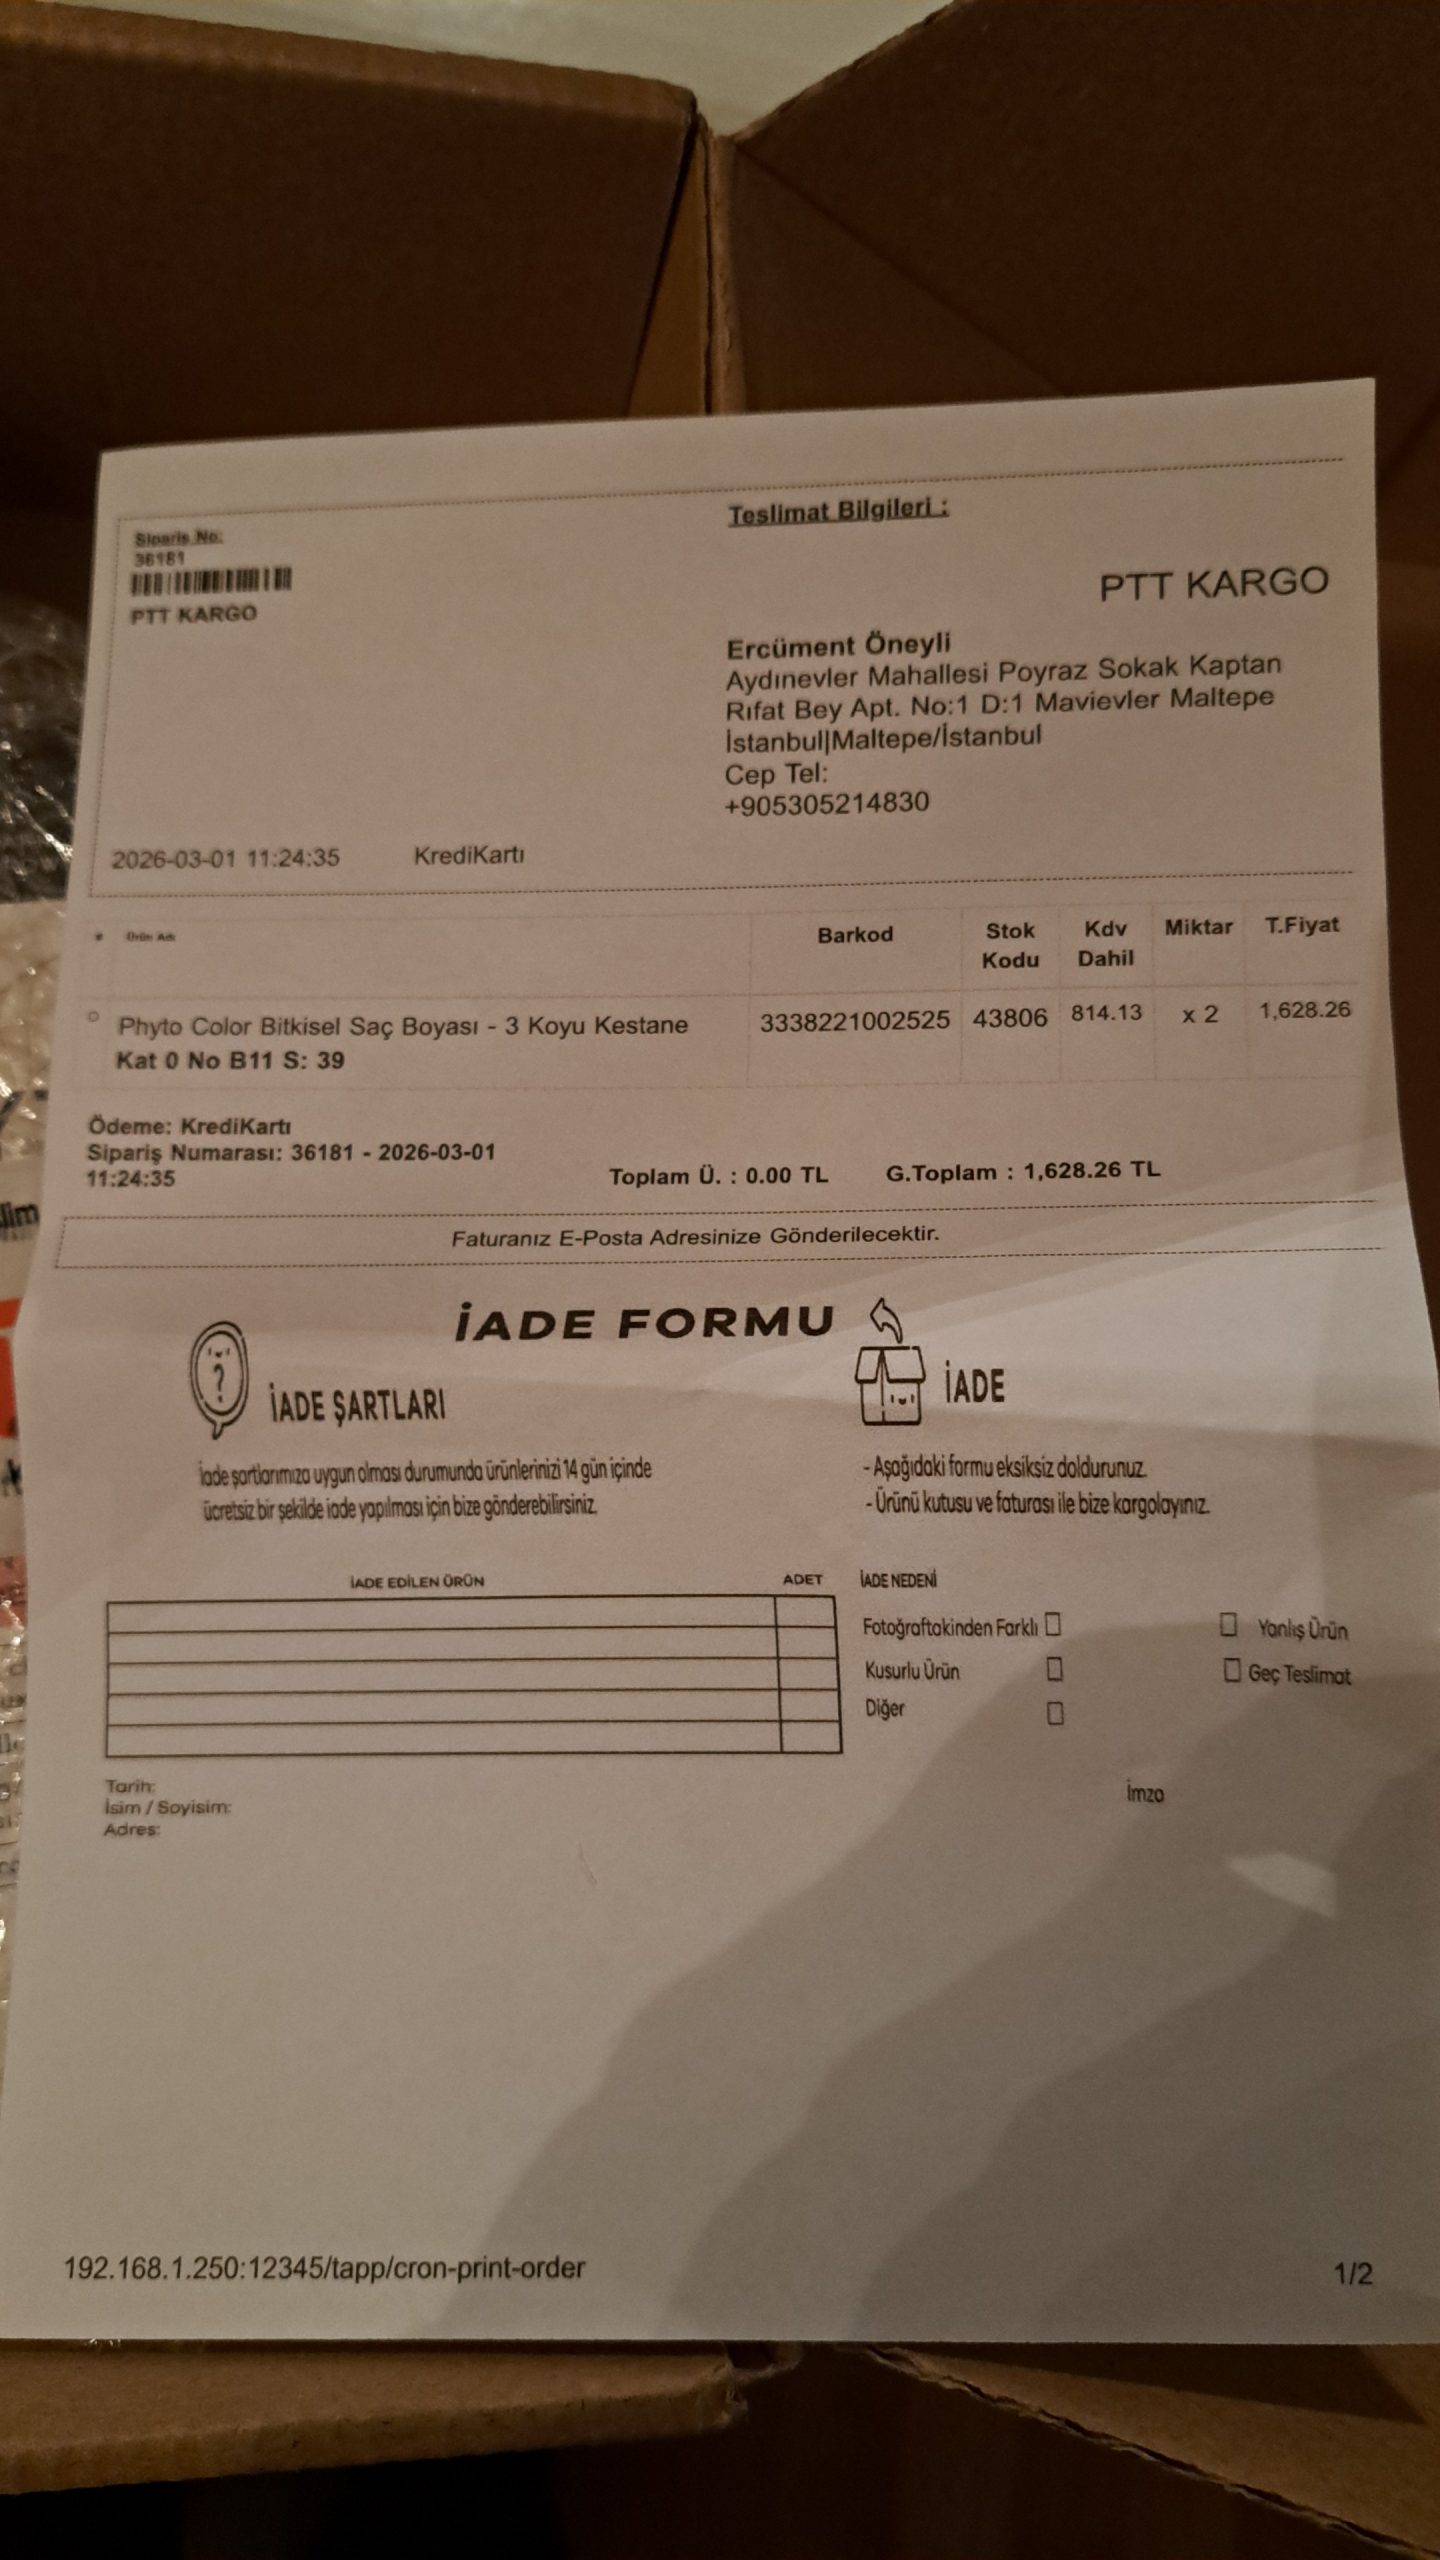 Sipariş No:
36181
PTT KARGO
Teslimat Bilgileri :
PTT KARGO
Ercüment Öneyli
Aydınevler Mahallesi Poyraz Sokak Kaptan
Rıfat Bey Apt. No:1 D:1 Mavievler Maltepe
İstanbul|Maltepe/İstanbul
Cep Tel:
+905305214830
2026-03-01 11:24:35 KrediKartı
# Ürün Adı Barkod Stok Kodu Kdv Dahil Miktar T.Fiyat
Phyto Color Bitkisel Saç Boyası - 3 Koyu Kestane 3338221002525 43806 814.13 x 2 1,628.26
Kat 0 No B11 S: 39
Ödeme: KrediKartı
Sipariş Numarası: 36181 - 2026-03-01
11:24:35
Toplam Ü. : 0.00 TL G.Toplam : 1,628.26 TL
Faturanız E-Posta Adresinize Gönderilecektir.
İADE FORMU
İADE ŞARTLARI
İade şartlarımıza uygun olması durumunda ürünlerinizi 14 gün içinde
ücretsiz bir şekilde iade yapılması için bize gönderebilirsiniz.
İADE
- Aşağıdaki formu eksiksiz doldurunuz.
- Ürünü kutusu ve faturası ile bize kargolayınız.
İADE EDİLEN ÜRÜN ADET
İADE NEDENİ
Fotoğraftakinden Farklı Yanlış Ürün
Kusurlu Ürün Geç Teslimat
Diğer
Tarih:
İsim / Soyisim:
Adres:
İmza
192.168.1.250:12345/tapp/cron-print-order 1/2